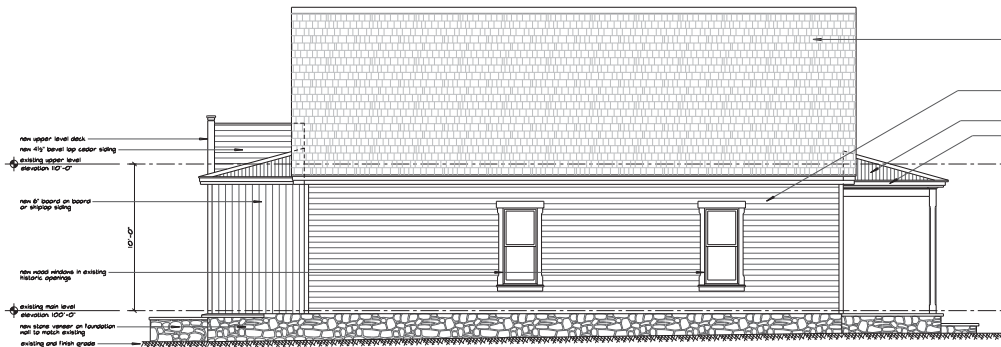 new upper level deck
new 4½" bevel lap cedar siding
existing upper level
elevation 110'-0"
new 6" board on board
or shiplap siding
10'-0"
new wood windows in existing
historic openings
existing main level
elevation 100'-0"
new stone veneer on foundation
wall to match existing
existing and finish grade